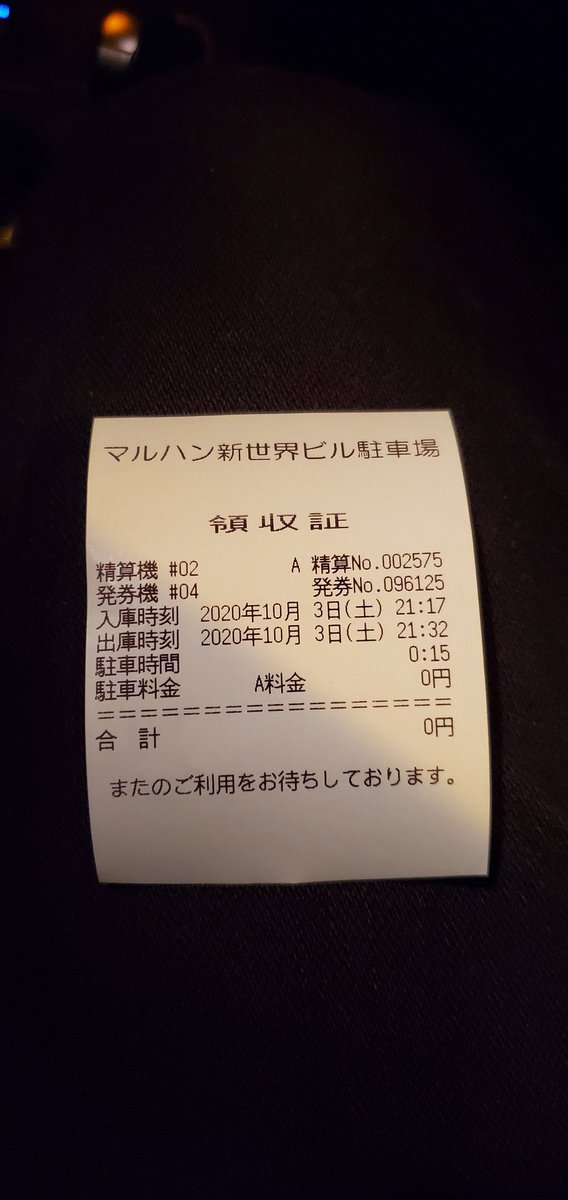 マルハン新世界ビル駐車場
領収証
精算機 #02 A 精算No.002575
発券機 #04 発券No.096125
入庫時刻 2020年10月 3日(土) 21:17
出庫時刻 2020年10月 3日(土) 21:32
駐車時間 0:15
駐車料金 A料金 0円
==================
合 計 0円
またのご利用をお待ちしております。